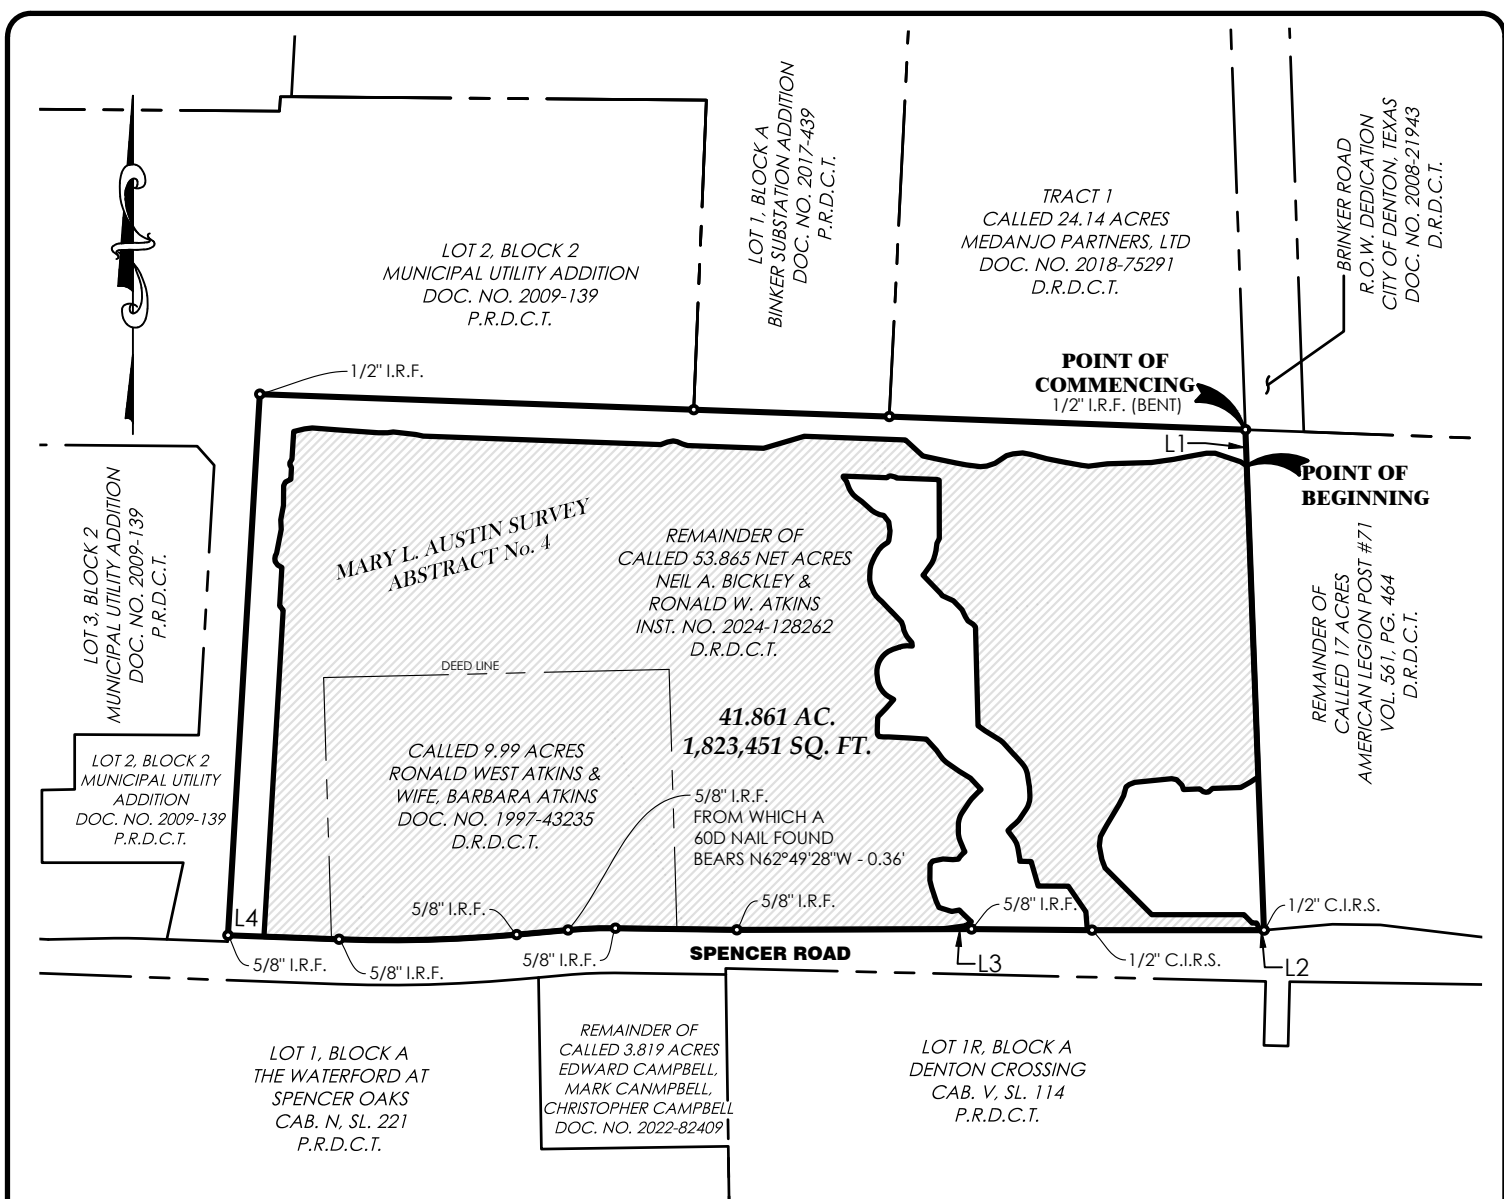 LOT 1, BLOCK A
BINKER SUBSTATION ADDITION
DOC. NO. 2017-439
P.R.D.C.T.
BRINKER ROAD
R.O.W. DEDICATION
CITY OF DENTON, TEXAS
DOC. NO. 2008-21943
D.R.D.C.T.
TRACT 1
CALLED 24.14 ACRES
MEDANJO PARTNERS, LTD
DOC. NO. 2018-75291
D.R.D.C.T.
LOT 2, BLOCK 2
MUNICIPAL UTILITY ADDITION
DOC. NO. 2009-139
P.R.D.C.T.
1/2" I.R.F.
POINT OF
COMMENCING
1/2" I.R.F. (BENT)
L1
POINT OF
BEGINNING
LOT 3, BLOCK 2
MUNICIPAL UTILITY ADDITION
DOC. NO. 2009-139
P.R.D.C.T.
MARY L. AUSTIN SURVEY
ABSTRACT No. 4
REMAINDER OF
CALLED 53.865 NET ACRES
NEIL A. BICKLEY &
RONALD W. ATKINS
INST. NO. 2024-128262
D.R.D.C.T.
REMAINDER OF
CALLED 17 ACRES
AMERICAN LEGION POST #71
VOL. 561, PG. 464
D.R.D.C.T.
DEED LINE
41.861 AC.
1,823,451 SQ. FT.
LOT 2, BLOCK 2
MUNICIPAL UTILITY
ADDITION
DOC. NO. 2009-139
P.R.D.C.T.
CALLED 9.99 ACRES
RONALD WEST ATKINS &
WIFE, BARBARA ATKINS
DOC. NO. 1997-43235
D.R.D.C.T.
5/8" I.R.F.
FROM WHICH A
60D NAIL FOUND
BEARS N62°49'28"W - 0.36'
L4
5/8" I.R.F.
5/8" I.R.F.
5/8" I.R.F.
1/2" C.I.R.S.
5/8" I.R.F.
5/8" I.R.F.
5/8" I.R.F.
SPENCER ROAD
L3
1/2" C.I.R.S.
L2
LOT 1, BLOCK A
THE WATERFORD AT
SPENCER OAKS
CAB. N, SL. 221
P.R.D.C.T.
REMAINDER OF
CALLED 3.819 ACRES
EDWARD CAMPBELL,
MARK CANMPBELL,
CHRISTOPHER CAMPBELL
DOC. NO. 2022-82409
LOT 1R, BLOCK A
DENTON CROSSING
CAB. V, SL. 114
P.R.D.C.T.